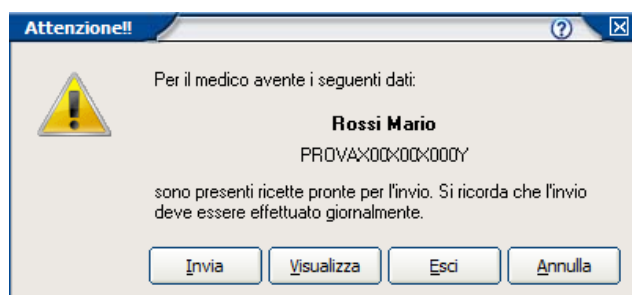 Attenzione!!
Per il medico avente i seguenti dati:
Rossi Mario
PROVAX00X00X000Y
sono presenti ricette pronte per l'invio. Si ricorda che l'invio
deve essere effettuato giornalmente.
Invia Visualizza Esci Annulla